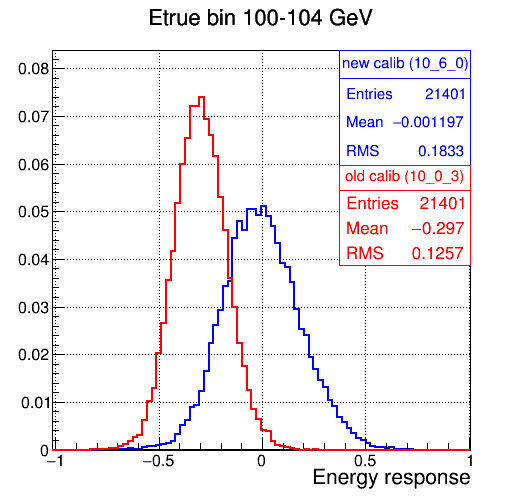 Etrue bin 100-104 GeV
new calib (10_6_0)
Entries 21401
Mean −0.001197
RMS 0.1833
old calib (10_0_3)
Entries 21401
Mean −0.297
RMS 0.1257
0.08
0.07
0.06
0.05
0.04
0.03
0.02
0.01
0
−1 −0.5 0 0.5 1
Energy response